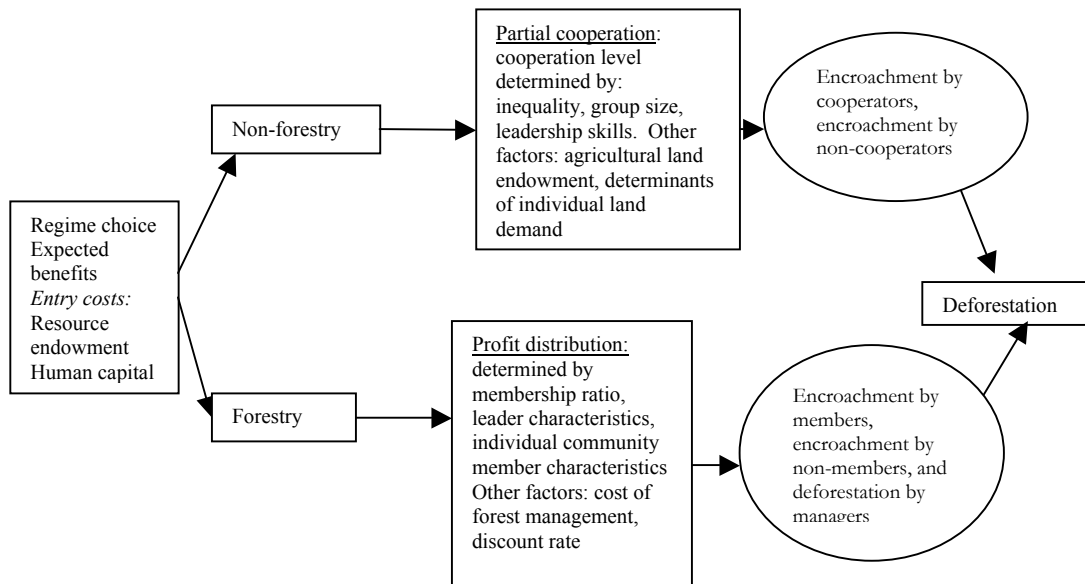 Regime choice
Expected
benefits
Entry costs:
Resource
endowment
Human capital
Non-forestry
Partial cooperation:
cooperation level
determined by:
inequality, group size,
leadership skills. Other
factors: agricultural land
endowment, determinants
of individual land
demand
Encroachment by
cooperators,
encroachment by
non-cooperators
Forestry
Profit distribution:
determined by
membership ratio,
leader characteristics,
individual community
member characteristics
Other factors: cost of
forest management,
discount rate
Encroachment by
members,
encroachment by
non-members, and
deforestation by
managers
Deforestation